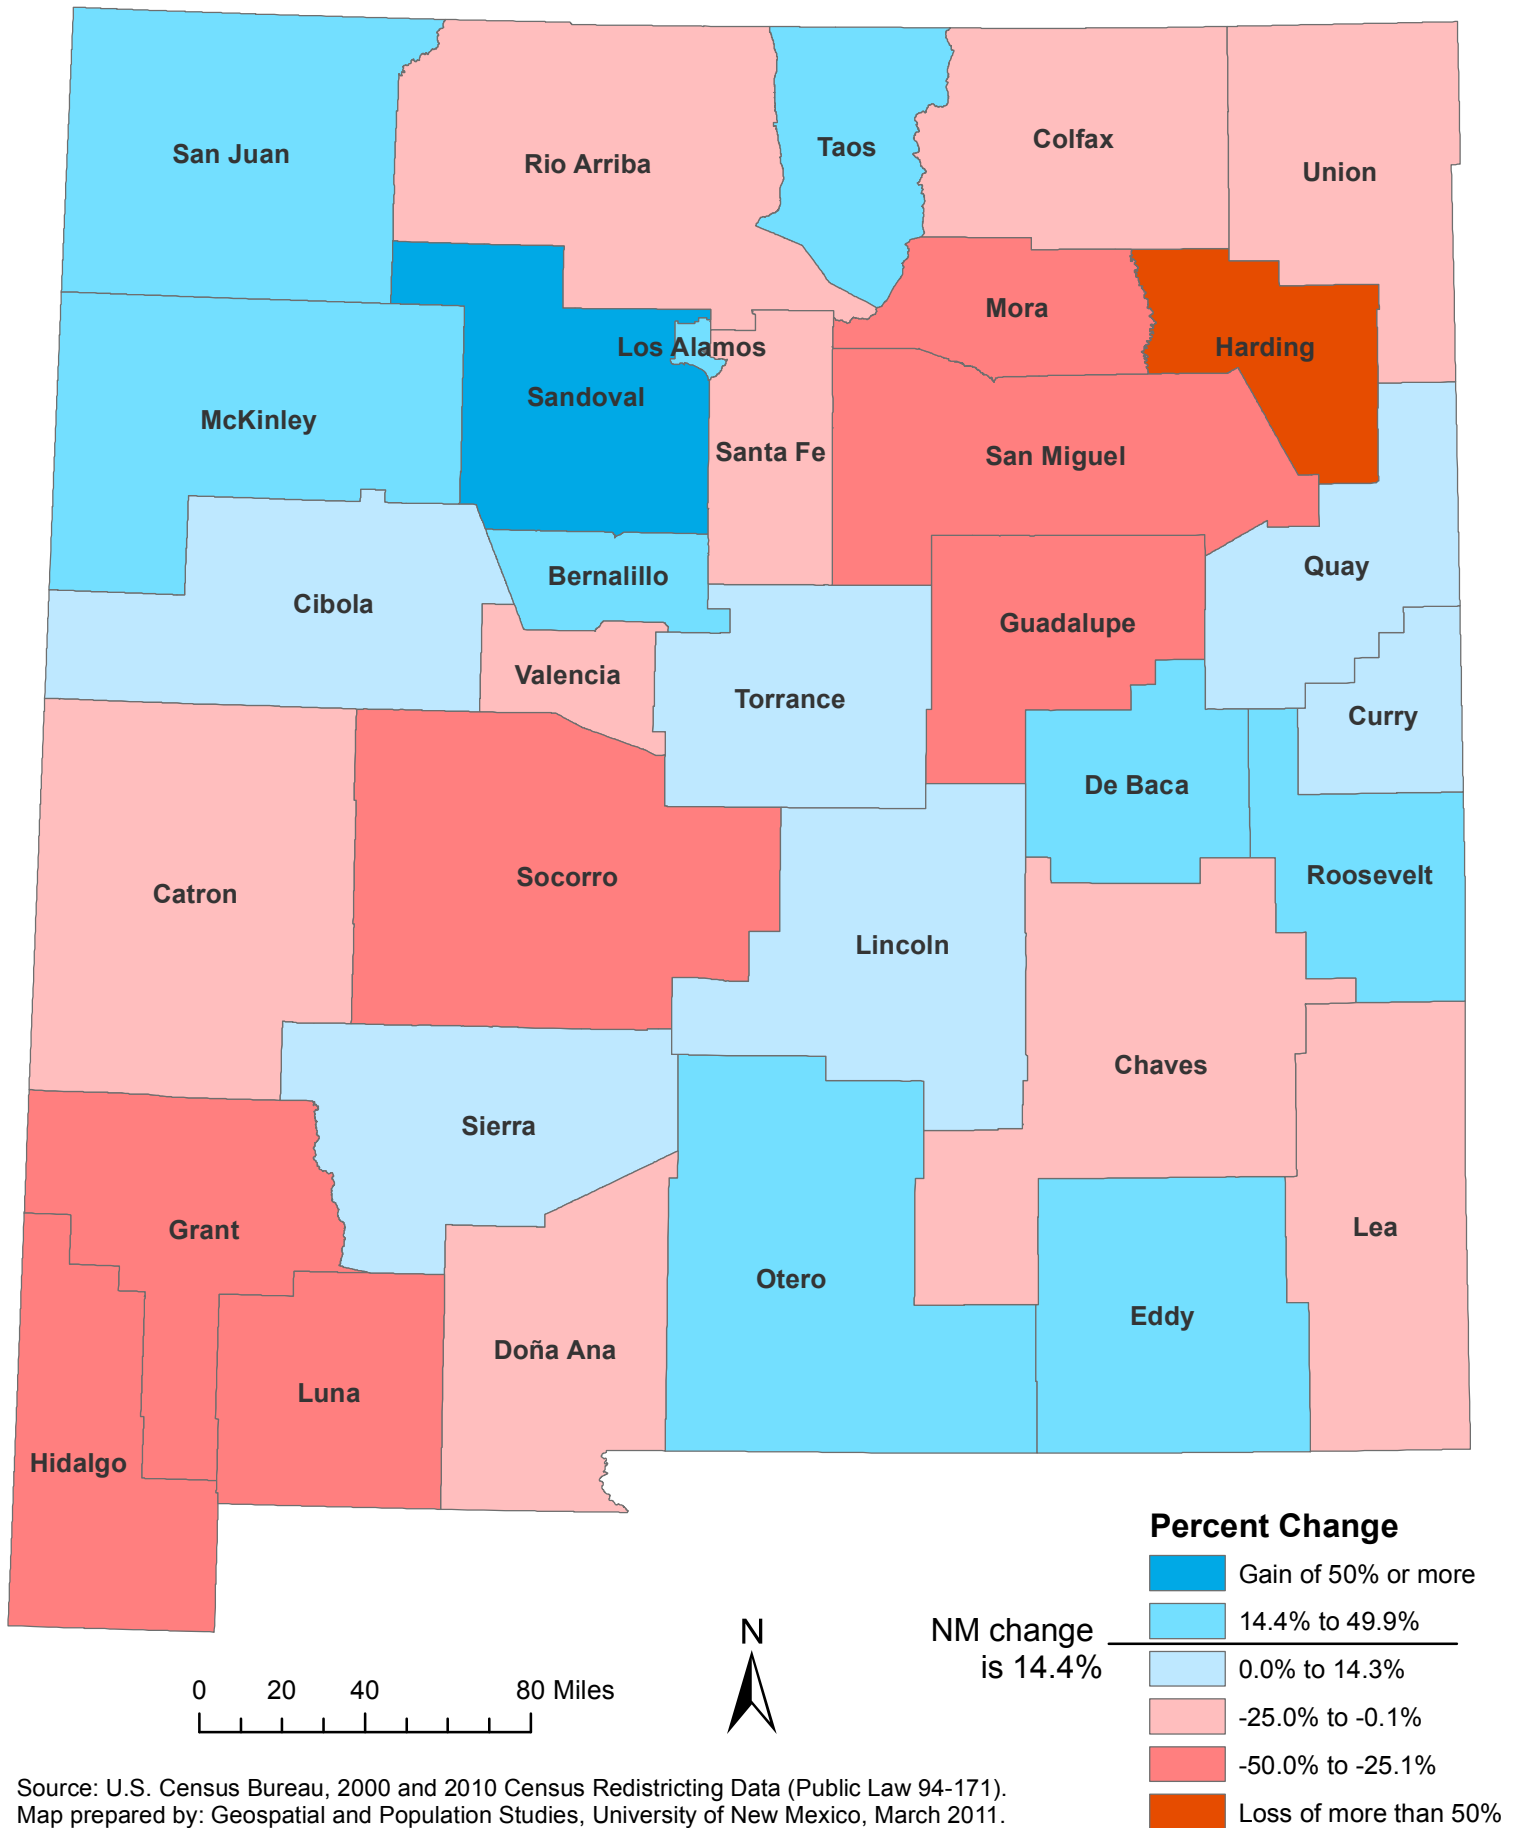 San Juan
Rio Arriba
Taos
Colfax
Union
Mora
Harding
Los Alamos
Sandoval
McKinley
Santa Fe
San Miguel
Quay
Bernalillo
Cibola
Guadalupe
Valencia
Torrance
Curry
De Baca
Roosevelt
Socorro
Catron
Lincoln
Chaves
Sierra
Grant
Lea
Otero
Eddy
Doña Ana
Luna
Hidalgo
Percent Change
Gain of 50% or more
14.4% to 49.9%
NM change
is 14.4%
0.0% to 14.3%
-25.0% to -0.1%
-50.0% to -25.1%
Loss of more than 50%
N
0 20 40 80 Miles
Source: U.S. Census Bureau, 2000 and 2010 Census Redistricting Data (Public Law 94-171).
Map prepared by: Geospatial and Population Studies, University of New Mexico, March 2011.